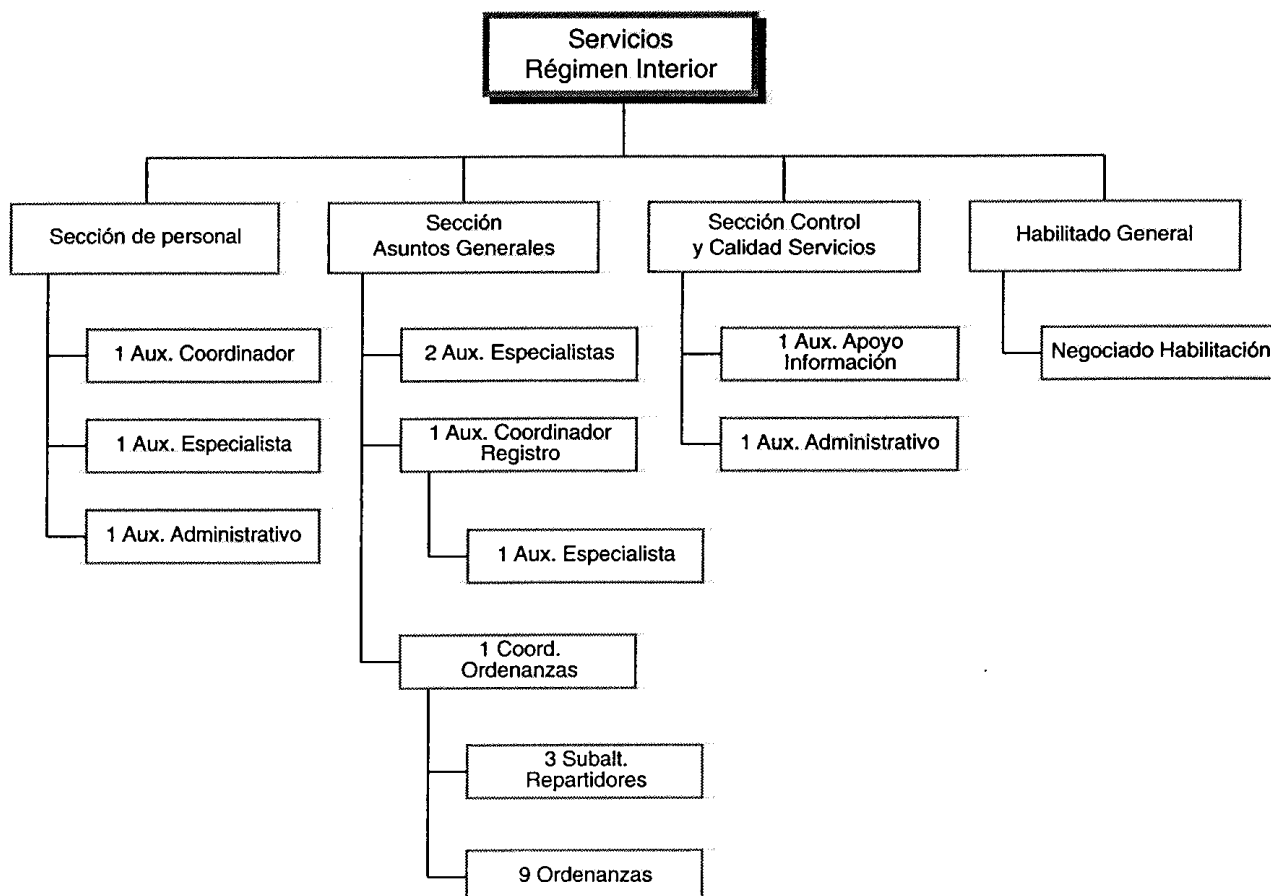 Servicios
Régimen Interior
Sección de personal
Sección
Asuntos Generales
Sección Control
y Calidad Servicios
Habilitado General
1 Aux. Coordinador
1 Aux. Especialista
1 Aux. Administrativo
2 Aux. Especialistas
1 Aux. Coordinador
Registro
1 Aux. Especialista
1 Coord.
Ordenanzas
3 Subalt.
Repartidores
9 Ordenanzas
1 Aux. Apoyo
Información
1 Aux. Administrativo
Negociado Habilitación